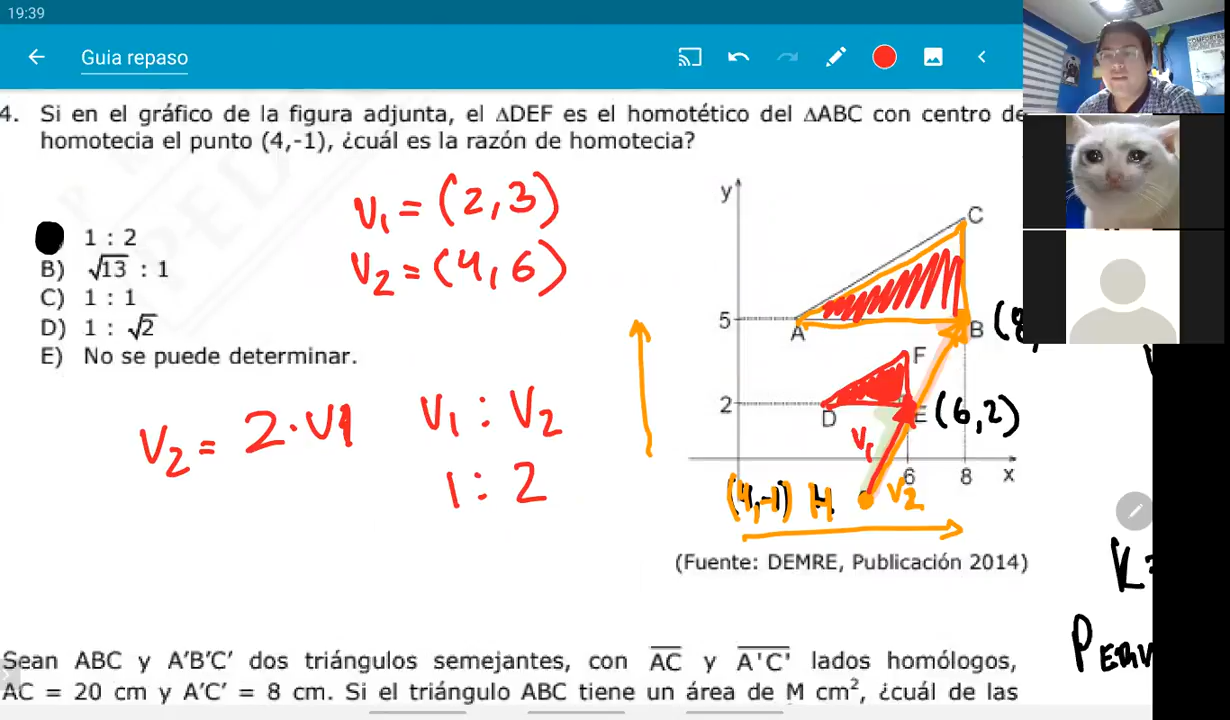 19:39
Guia repaso
4. Si en el gráfico de la figura adjunta, el ∆DEF es el homotético del ∆ABC con centro de
homotecia el punto (4,-1), ¿cuál es la razón de homotecia?
V₁ = (2,3)
V₂ = (4,6)
1 : 2
B) √13 : 1
C) 1 : 1
D) 1 : √2
E) No se puede determinar.
V₂ = 2·V1
V₁ : V₂
1 : 2
y
C
5
A
B (8,
F
2
D
E (6,2)
V₁
6 8 x
(4,-1) H
V₂
(Fuente: DEMRE, Publicación 2014)
K =
Sean ABC y A'B'C' dos triángulos semejantes, con AC y A'C' lados homólogos,
AC = 20 cm y A'C' = 8 cm. Si el triángulo ABC tiene un área de M cm², ¿cuál de las